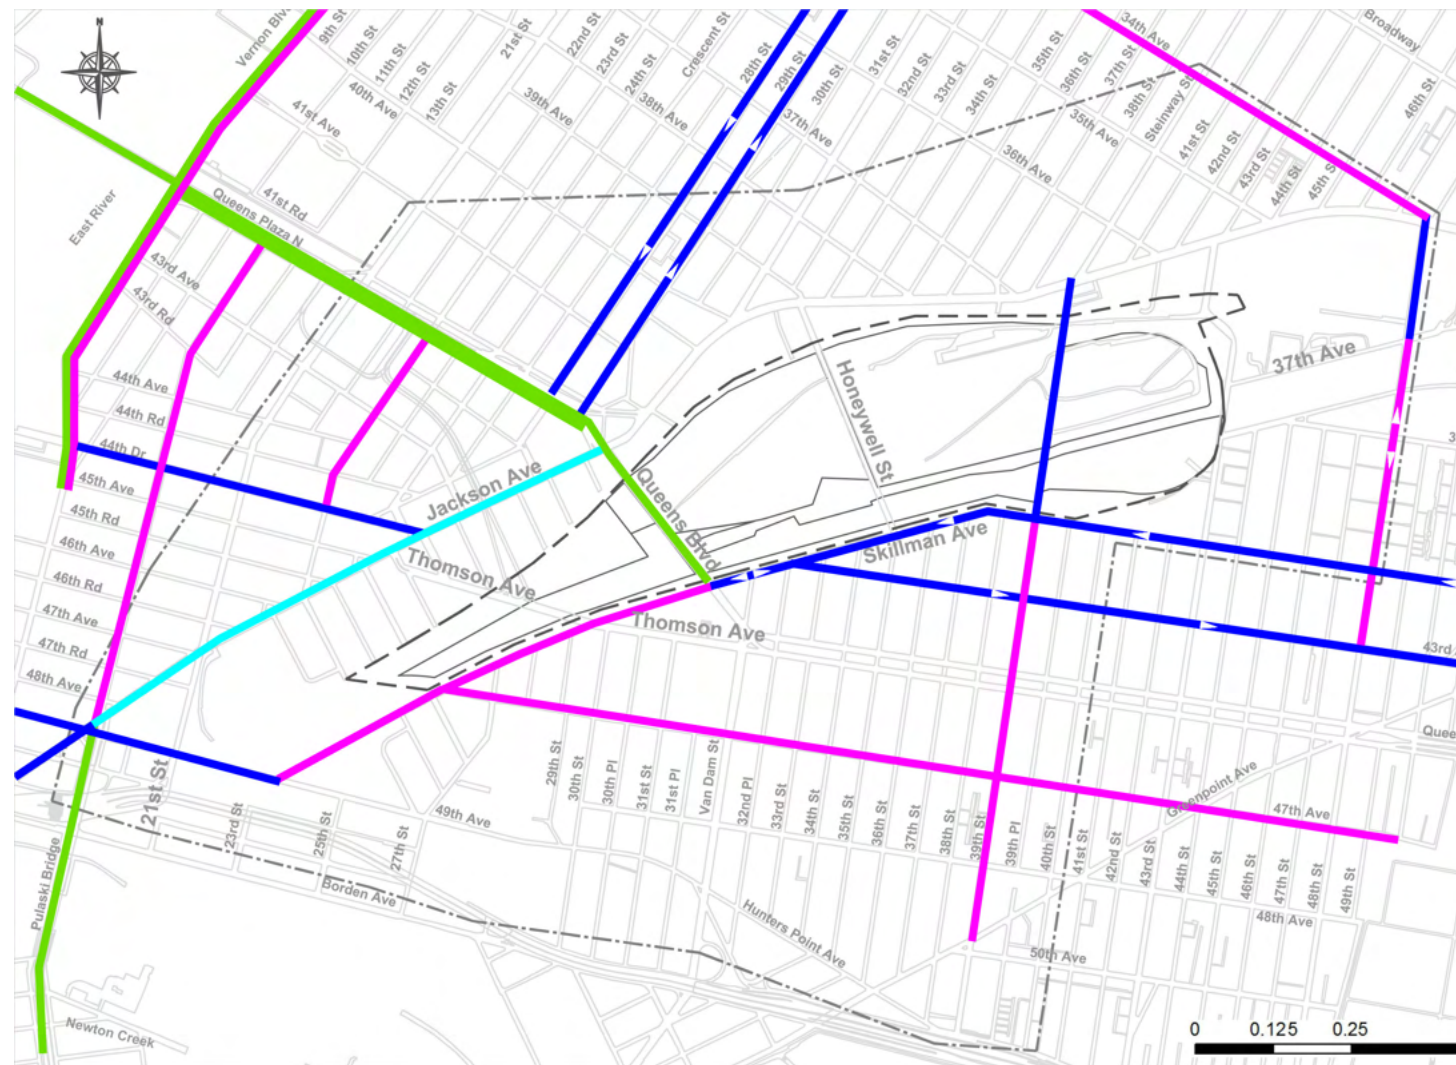 N
Vernon Blv
9th St
10th St
11th St
12th St
13th St
40th Ave
41st Ave
21st St
22nd St
23rd St
24th St
Crescent St
39th Ave
38th Ave
28th St
29th St
30th St
37th Ave
31st St
32nd St
33rd St
34th St
35th St
36th St
37th St
38th St
Steinway St
34th Ave
Broadway
35th Ave
36th Ave
41st St
42nd St
43rd St
44th St
45th S
46th St
East River
41st Rd
Queens Plaza N
43rd Ave
43rd Rd
44th Ave
44th Rd
44th Dr
45th Ave
45th Rd
46th Ave
46th Rd
47th Ave
47th Rd
48th Ave
Jackson Ave
Thomson Ave
Queens Blvd
Honeywell St
Skillman Ave
37th Ave
3
Thomson Ave
43rd
Quee
21st St
23rd St
25th St
27th St
49th Ave
Borden Ave
Pulaski Bridge
Newton Creek
29th St
30th St
30th Pl
31st St
31st Pl
Van Dam St
32nd Pl
33rd St
34th St
35th St
36th St
37th St
38th St
39th St
39th Pl
40th St
41st St
42nd St
43rd St
44th St
45th St
46th St
47th St
48th St
49th St
Greenpoint Ave
47th Ave
48th Ave
50th Ave
Hunters Point Ave
0 0.125 0.25